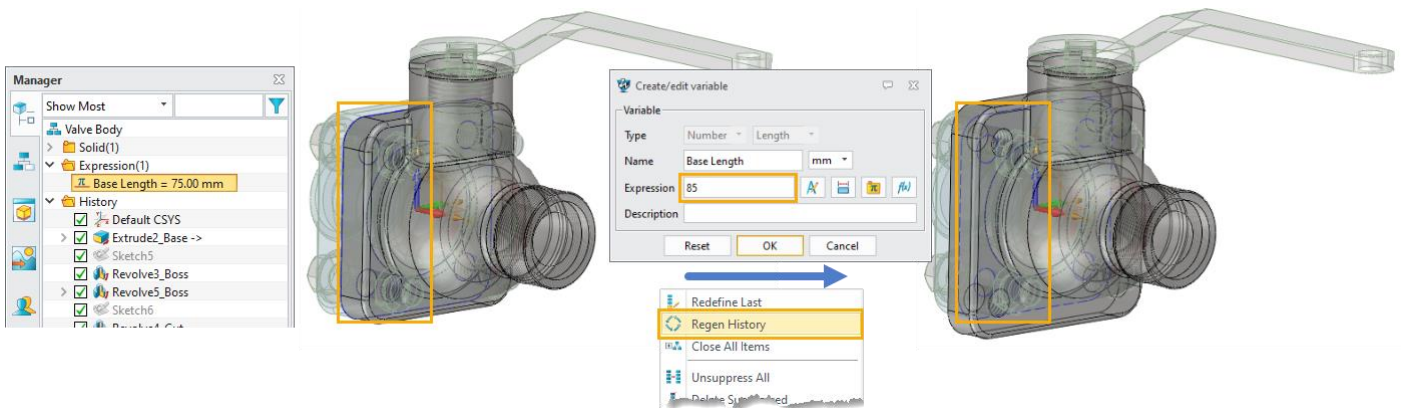 Manager
Show Most
Valve Body
Solid(1)
Expression(1)
Base Length = 75.00 mm
History
Default CSYS
Extrude2_Base ->
Sketch5
Revolve3_Boss
Revolve5_Boss
Sketch6
Create/edit variable
Variable
Type Number Length
Name Base Length mm
Expression 85
Description
Reset OK Cancel
Redefine Last
Regen History
Close All Items
Unsuppress All